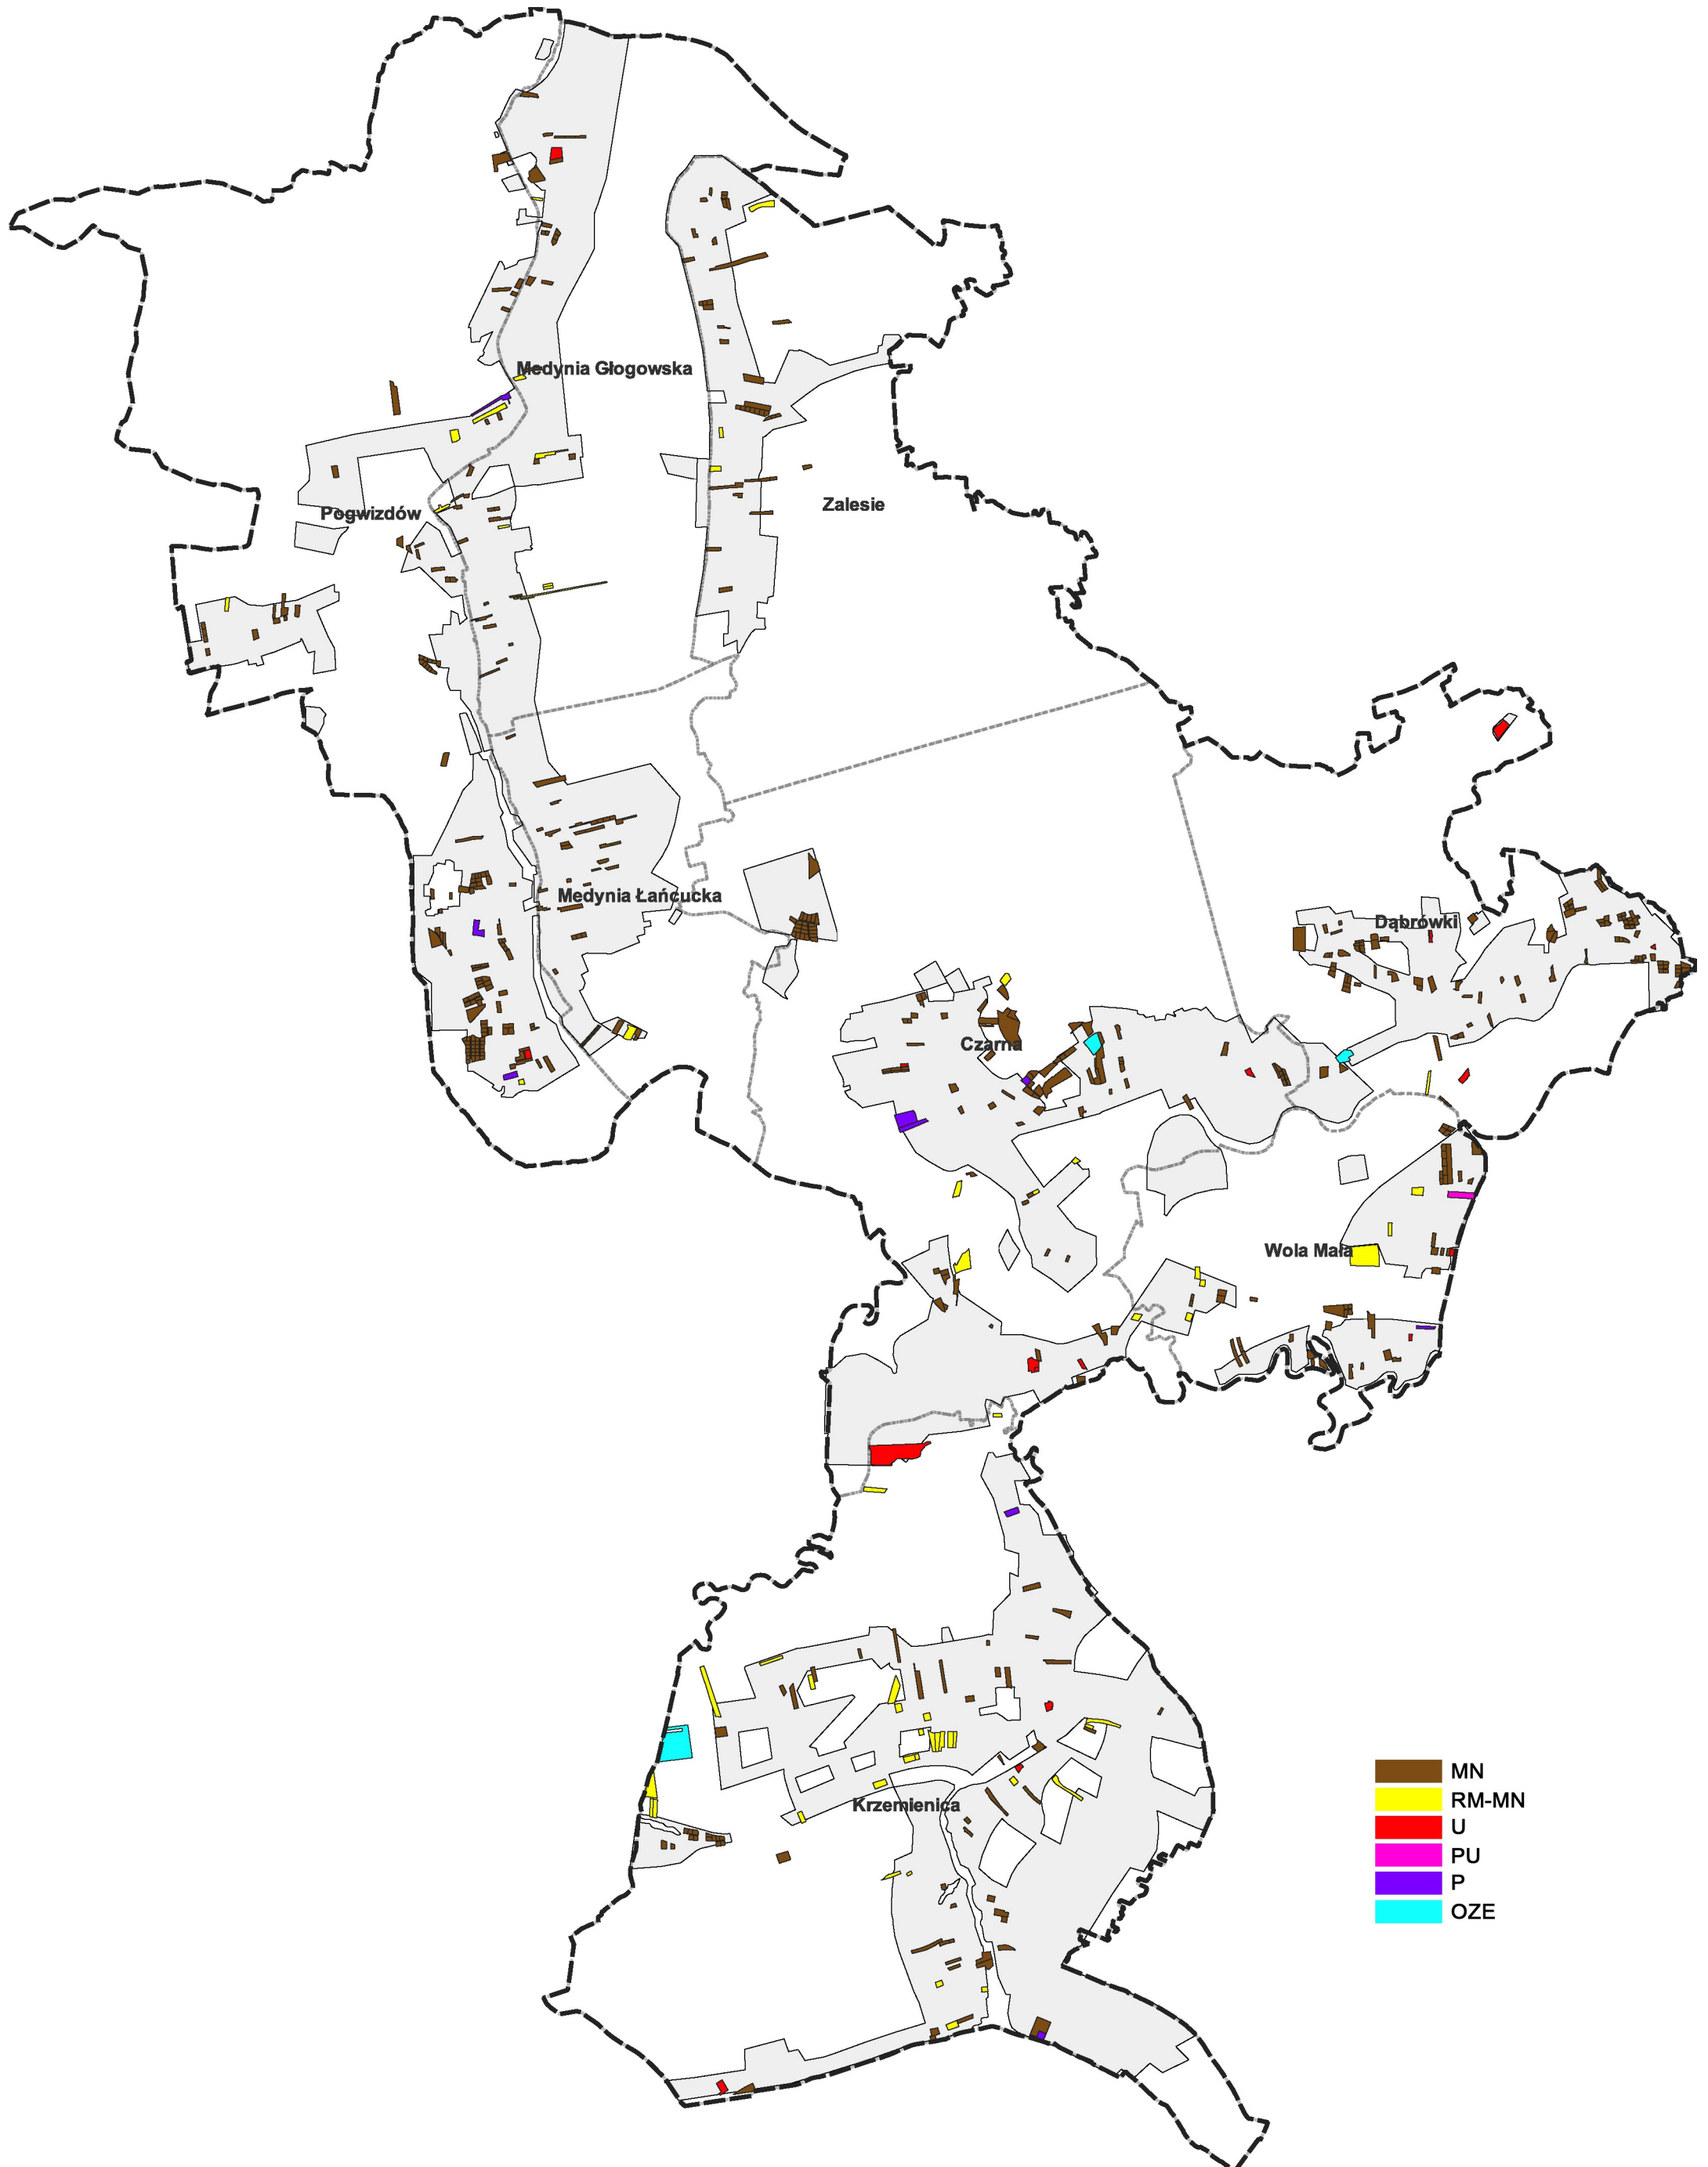 Medynia Głogowska
Zalesie
Pogwizdów
Medynia Łańcucka
Dąbrówki
Czarna
Wola Mała
Krzemienica
MN
RM-MN
U
PU
P
OZE